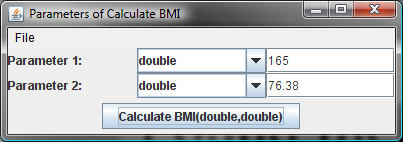 Parameters of Calculate BMI
File
Parameter 1: double 165
Parameter 2: double 76.38
Calculate BMI(double,double)